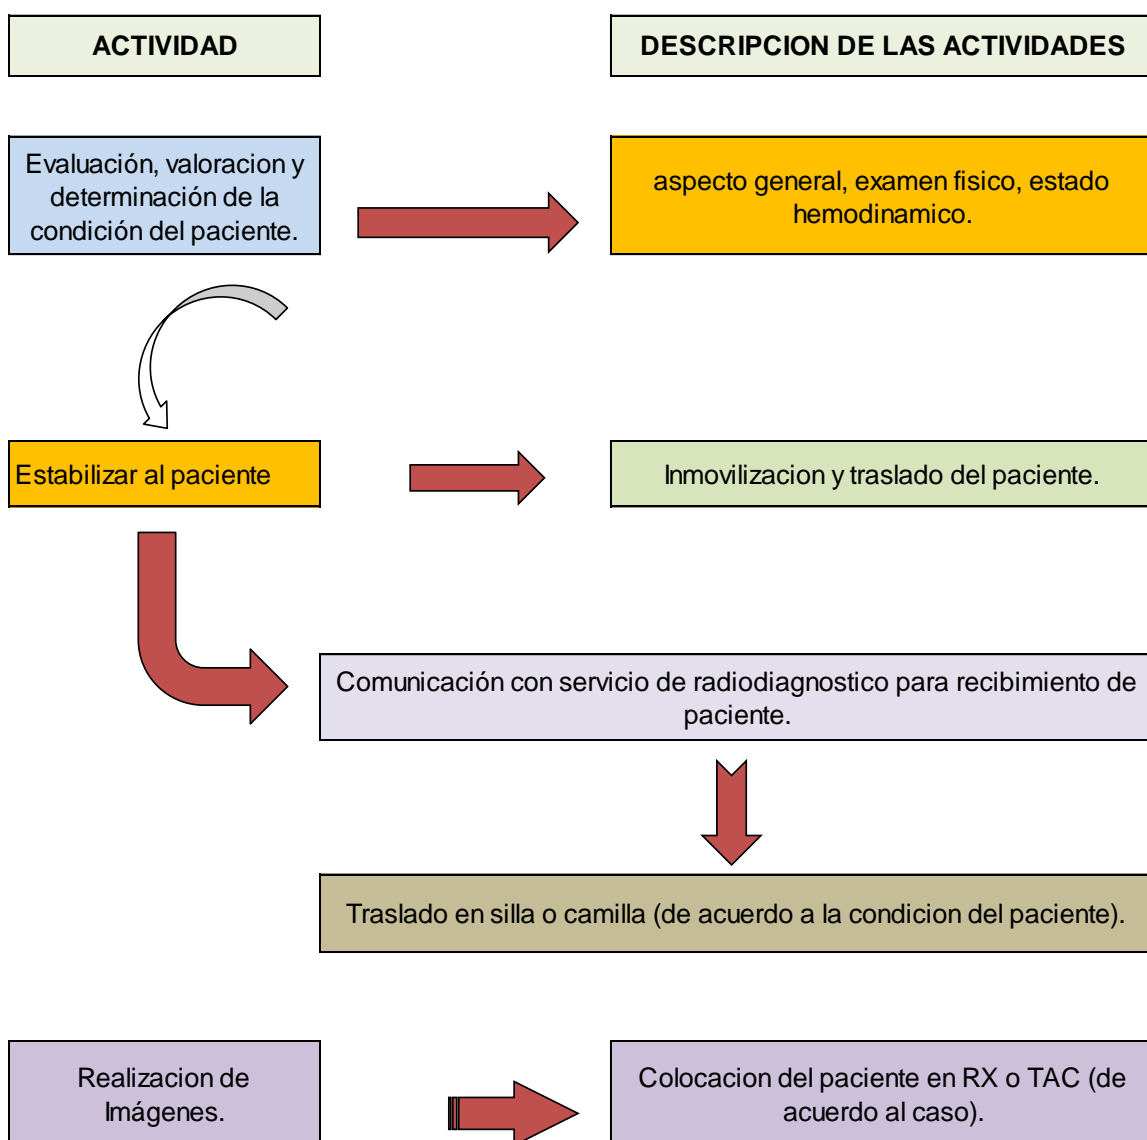 ACTIVIDAD
DESCRIPCION DE LAS ACTIVIDADES
Evaluación, valoracion y
determinación de la
condición del paciente.
aspecto general, examen fisico, estado
hemodinamico.
Estabilizar al paciente
Inmovilizacion y traslado del paciente.
Comunicación con servicio de radiodiagnostico para recibimiento de
paciente.
Traslado en silla o camilla (de acuerdo a la condicion del paciente).
Realizacion de
Imágenes.
Colocacion del paciente en RX o TAC (de
acuerdo al caso).